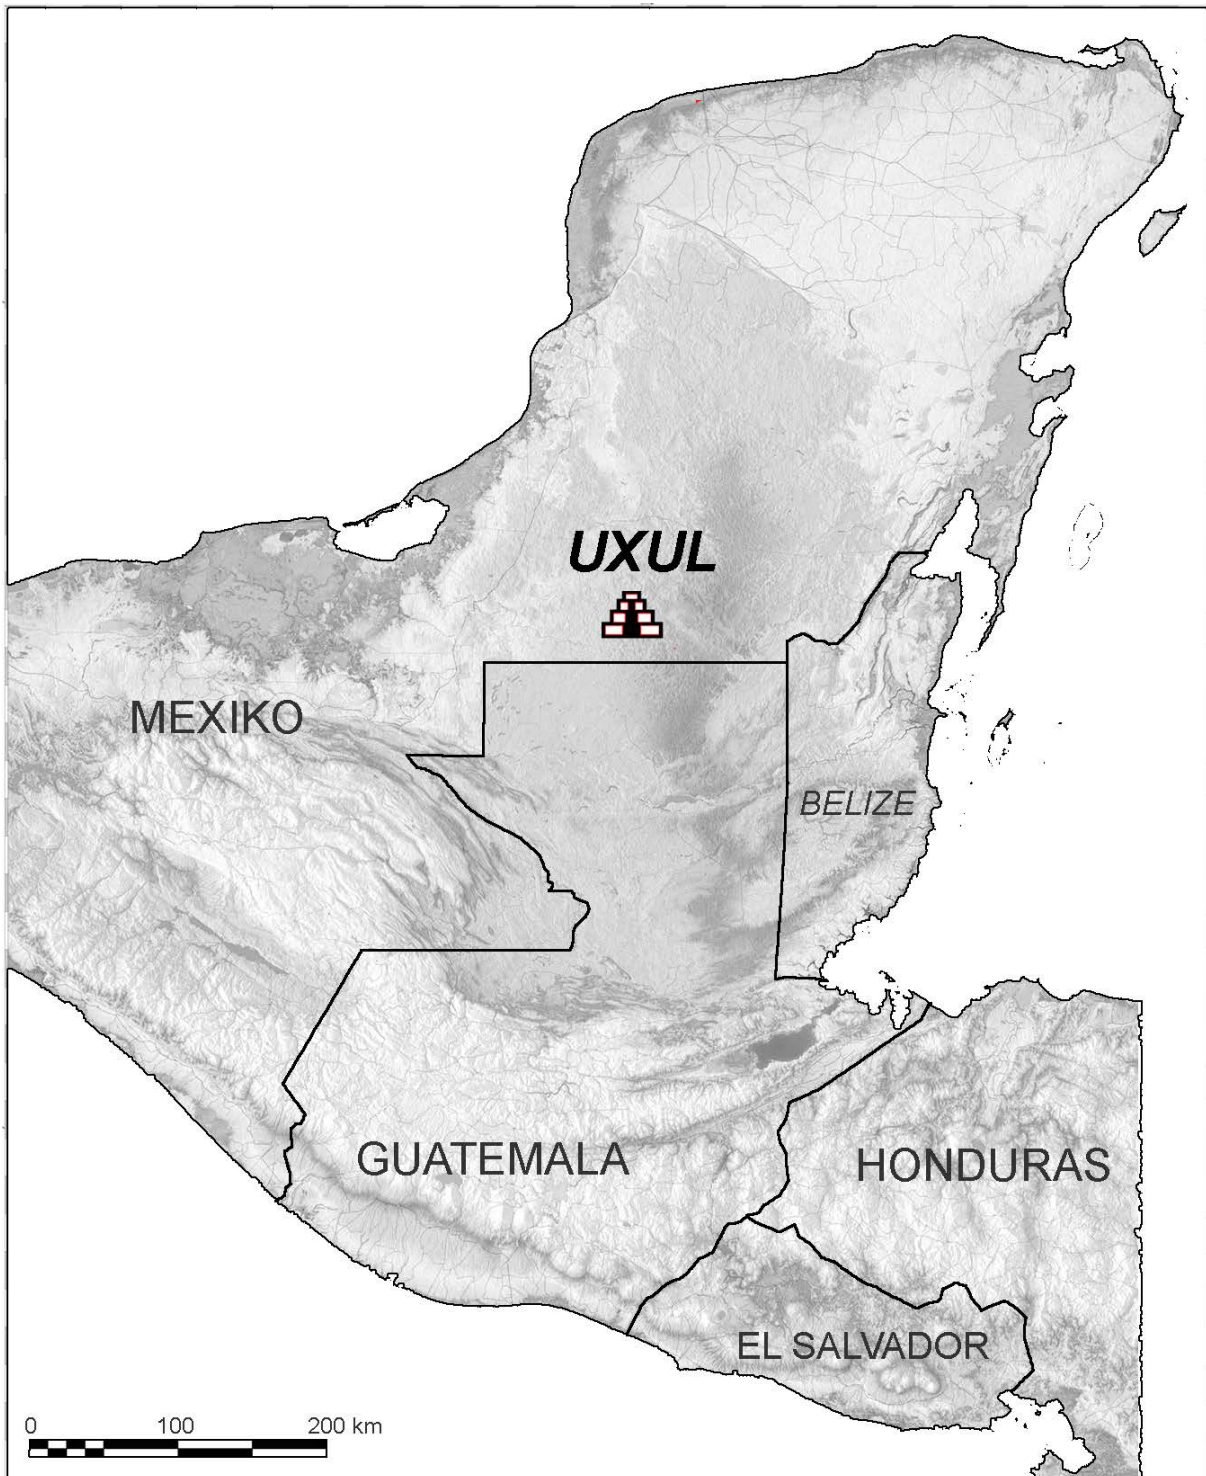 UXUL
MEXIKO
BELIZE
GUATEMALA
HONDURAS
EL SALVADOR
0 100 200 km